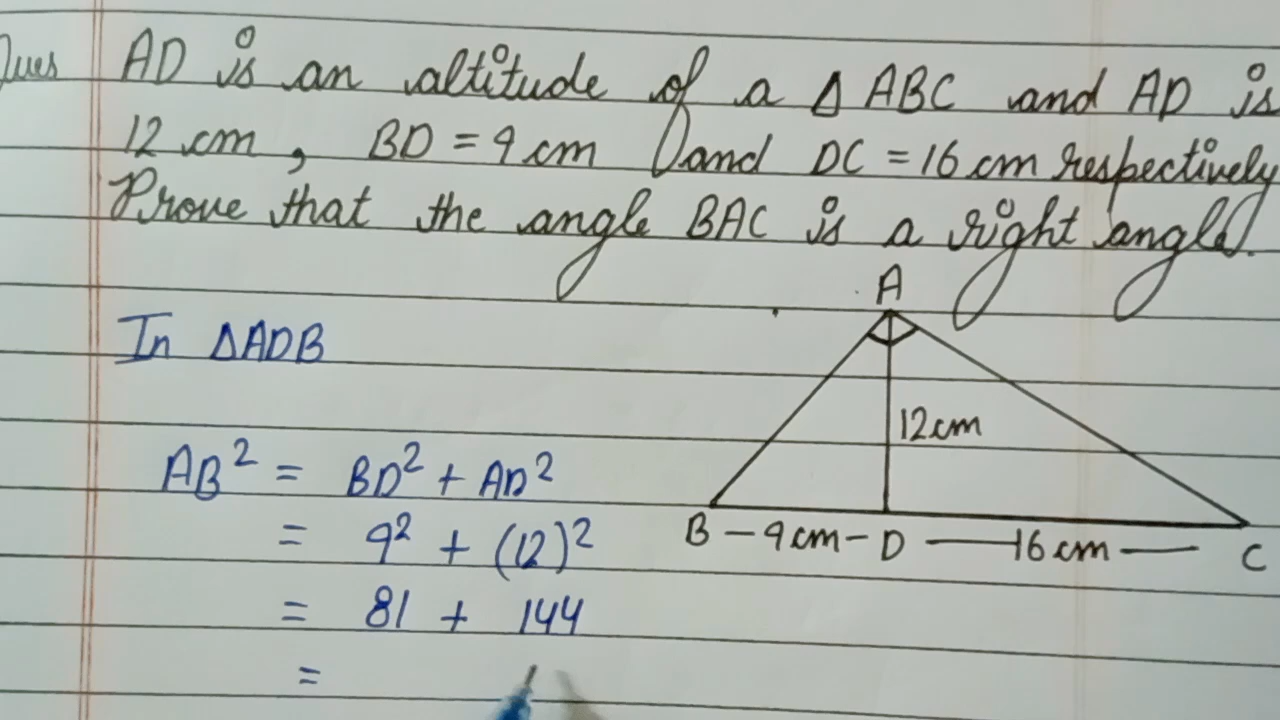 Ques AD is an altitude of a Δ ABC and AD is
12 cm, BD = 9 cm and DC = 16 cm respectively
Prove that the angle BAC is a right angle.
A
In ΔADB
12cm
AB² = BD² + AD²
= 9² + (12)²
B – 9 cm – D — 16 cm — C
= 81 + 144
=